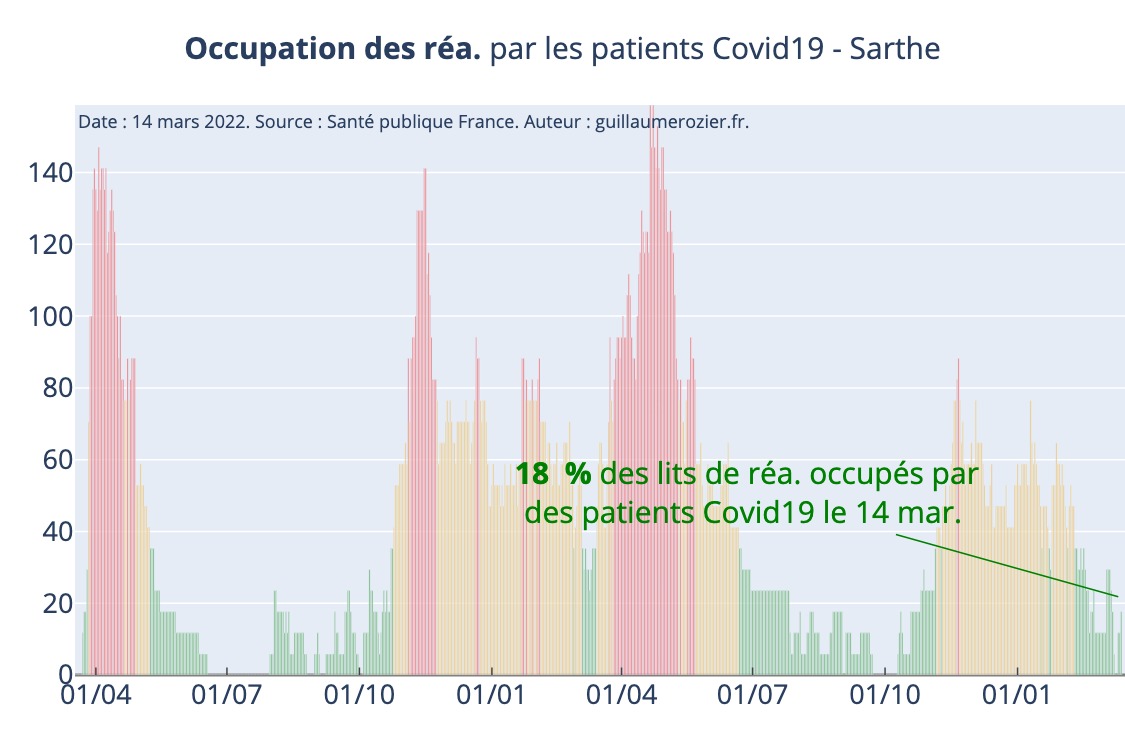 Occupation des réa. par les patients Covid19 - Sarthe
Date : 14 mars 2022. Source : Santé publique France. Auteur : guillaumerozier.fr.
140
120
100
80
60
18 % des lits de réa. occupés par
des patients Covid19 le 14 mar.
40
20
0
01/04 01/07 01/10 01/01 01/04 01/07 01/10 01/01